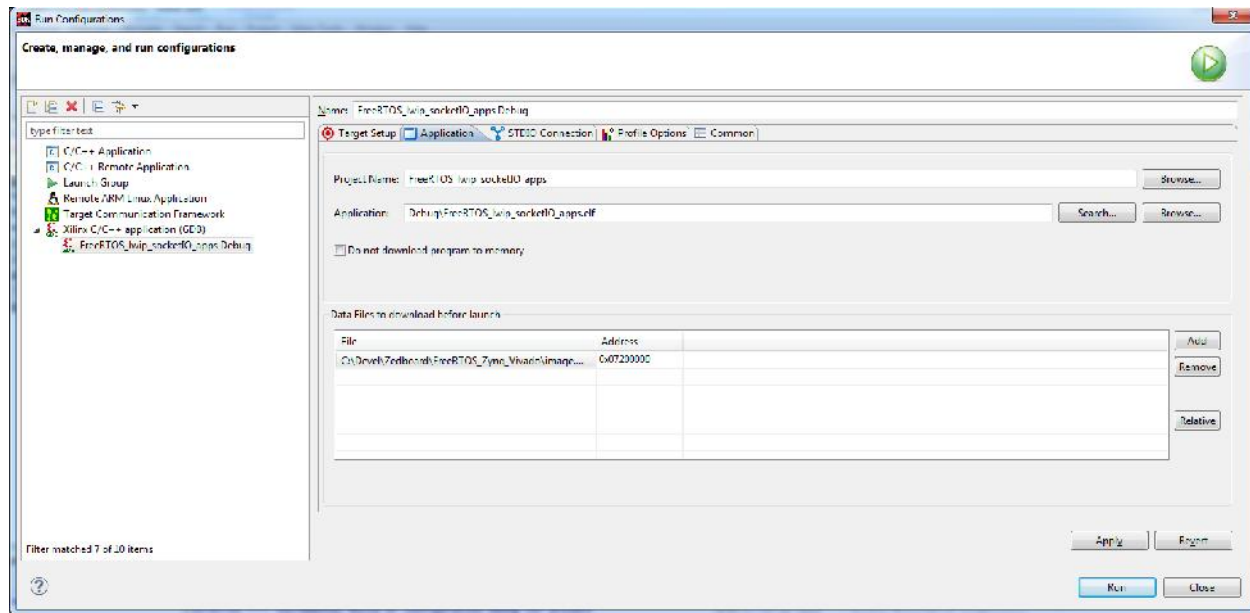 Run Configurations
Create, manage, and run configurations
type filter text
C/C++ Application
C/C++ Remote Application
Launch Group
Remote ARM Linux Application
Target Communication Framework
Xilinx C/C++ application (GDB)
FreeRTOS_lwip_socketIO_apps Debug
Filter matched 7 of 10 items
Name: FreeRTOS_lwip_socketIO_apps Debug
Target Setup Application STDIO Connection Profile Options Common
Project Name: FreeRTOS_lwip_socketIO_apps Browse...
Application: Debug\FreeRTOS_lwip_socketIO_apps.elf Search... Browse...
Do not download program to memory
Data Files to download before launch
File Address
C:\Devel\Zedboard\FreeRTOS_Zynq_Vivado\image.... 0x07200000
Add
Remove
Relative
Apply Revert
Run Close